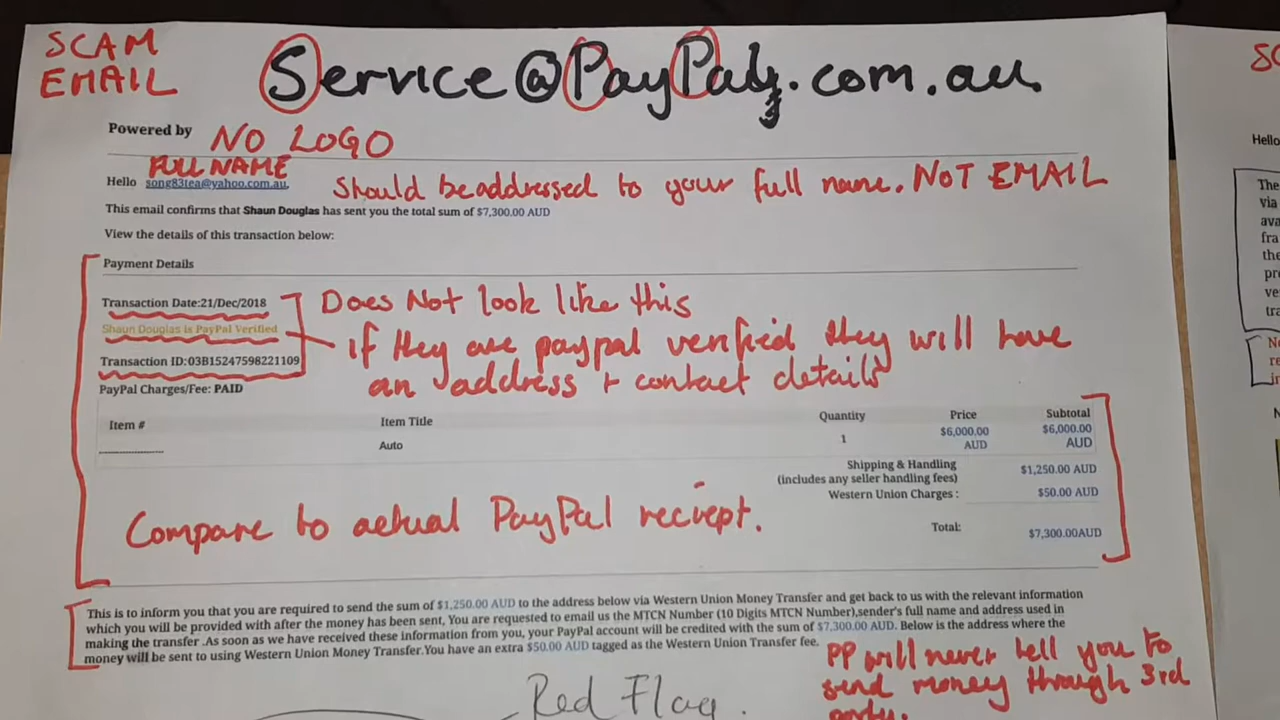 SCAM
EMAIL
Service@PayPaly.com.au
Powered by NO LOGO
FULL NAME
Hello song83tea@yahoo.com.au, Should be addressed to your full name. NOT EMAIL
This email confirms that Shaun Douglas has sent you the total sum of $7,300.00 AUD
View the details of this transaction below:
Payment Details
Transaction Date:21/Dec/2018 Does Not look like this
Shaun Douglas is PayPal Verified if they are paypal verified they will have
Transaction ID:03B15247598221109 an address + contact details
PayPal Charges/Fee: PAID
Item # Item Title Quantity Price Subtotal
Auto 1 $6,000.00 AUD $6,000.00 AUD
Shipping & Handling
(includes any seller handling fees) $1,250.00 AUD
Western Union Charges : $50.00 AUD
Compare to actual PayPal reciept.
Total: $7,300.00AUD
This is to inform you that you are required to send the sum of $1,250.00 AUD to the address below via Western Union Money Transfer and get back to us with the relevant information
which you will be provided with after the money has been sent, You are requested to email us the MTCN Number (10 Digits MTCN Number),sender's full name and address used in
making the transfer .As soon as we have received these information from you, your PayPal account will be credited with the sum of $7,300.00 AUD. Below is the address where the
money will be sent to using Western Union Money Transfer.You have an extra $50.00 AUD tagged as the Western Union Transfer fee.
PP will never tell you to
send money through 3rd
Red Flag.
Hello
The
via